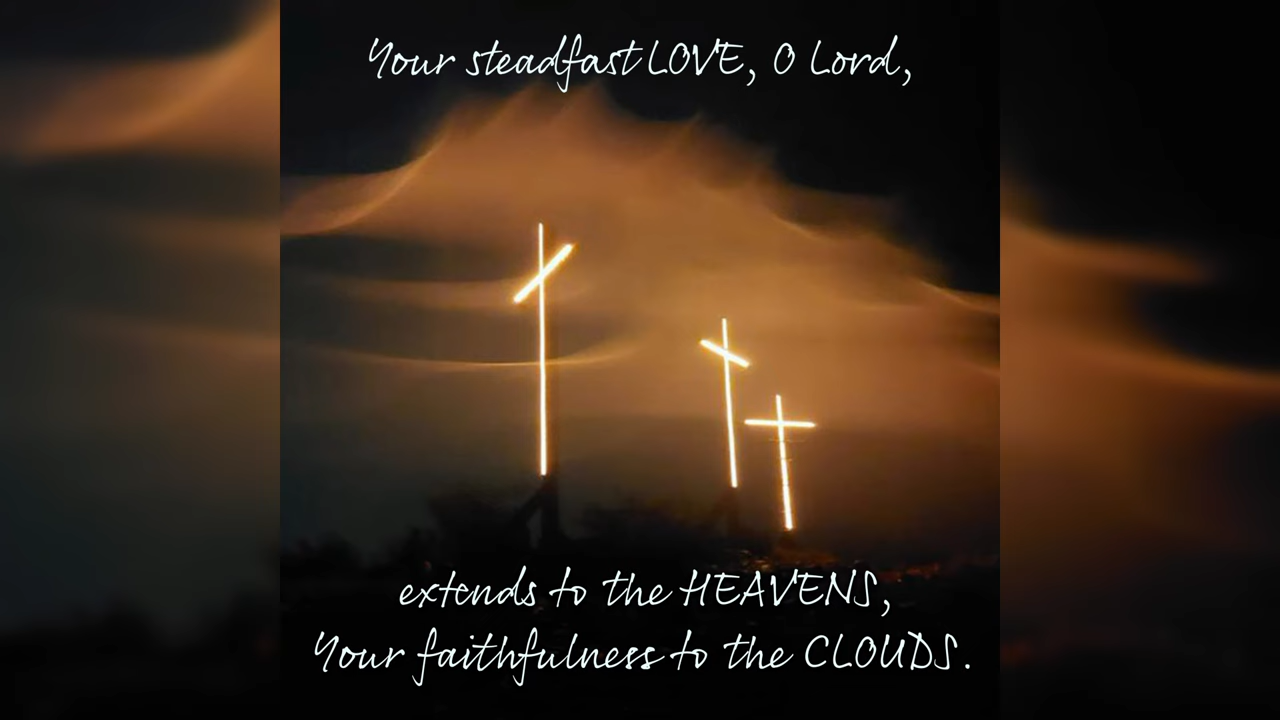 Your steadfast LOVE, O Lord,
extends to the HEAVENS,
Your faithfulness to the CLOUDS.